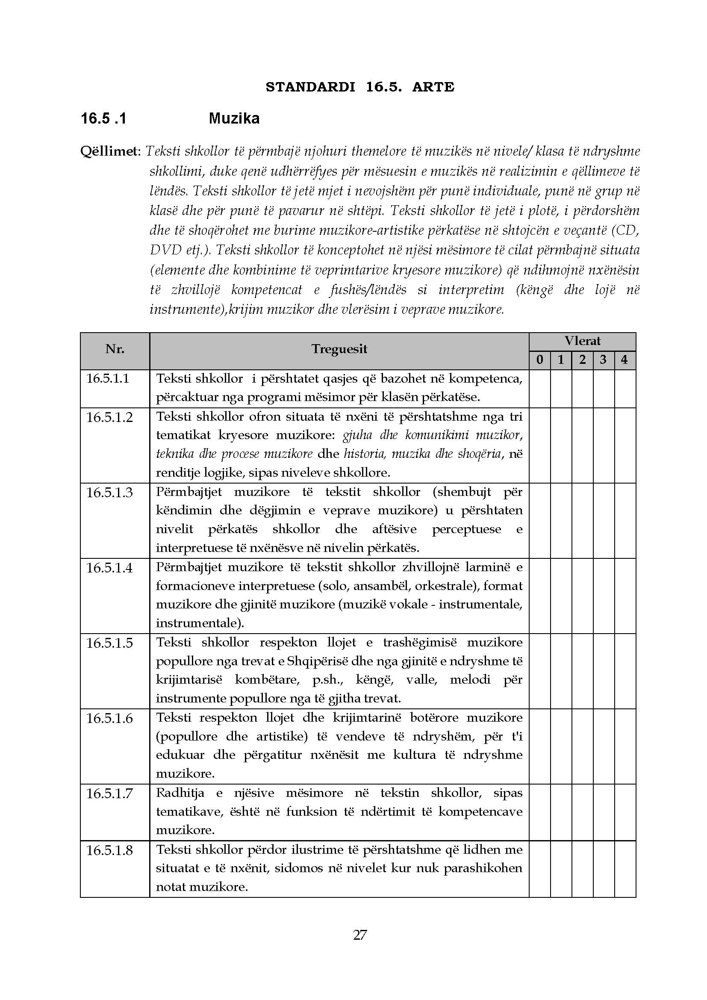 STANDARDI 16.5. ARTE
16.5 .1 Muzika
Qëllimet: Teksti shkollor të përmbajë njohuri themelore të muzikës në nivele/ klasa të ndryshme
shkollimi, duke qenë udhërrëfyes për mësuesin e muzikës në realizimin e qëllimeve të
lëndës. Teksti shkollor të jetë mjet i nevojshëm për punë individuale, punë në grup në
klasë dhe për punë të pavarur në shtëpi. Teksti shkollor të jetë i plotë, i përdorshëm
dhe të shoqërohet me burime muzikore-artistike përkatëse në shtojcën e veçantë (CD,
DVD etj.). Teksti shkollor të konceptohet në njësi mësimore të cilat përmbajnë situata
(elemente dhe kombinime të veprimtarive kryesore muzikore) që ndihmojnë nxënësin
të zhvillojë kompetencat e fushës/lëndës si interpretim (këngë dhe lojë në
instrumente),krijim muzikor dhe vlerësim i veprave muzikore.
Nr. Treguesit Vlerat
0 1 2 3 4
16.5.1.1 Teksti shkollor i përshtatet qasjes që bazohet në kompetenca,
përcaktuar nga programi mësimor për klasën përkatëse.
16.5.1.2 Teksti shkollor ofron situata të nxëni të përshtatshme nga tri
tematikat kryesore muzikore: gjuha dhe komunikimi muzikor,
teknika dhe procese muzikore dhe historia, muzika dhe shoqëria, në
renditje logjike, sipas niveleve shkollore.
16.5.1.3 Përmbajtjet muzikore të tekstit shkollor (shembujt për
këndimin dhe dëgjimin e veprave muzikore) u përshtaten
nivelit përkatës shkollor dhe aftësive perceptuese e
interpretuese të nxënësve në nivelin përkatës.
16.5.1.4 Përmbajtjet muzikore të tekstit shkollor zhvillojnë larminë e
formacioneve interpretuese (solo, ansambël, orkestrale), format
muzikore dhe gjinitë muzikore (muzikë vokale - instrumentale,
instrumentale).
16.5.1.5 Teksti shkollor respekton llojet e trashëgimisë muzikore
popullore nga trevat e Shqipërisë dhe nga gjinitë e ndryshme të
krijimtarisë kombëtare, p.sh., këngë, valle, melodi për
instrumente popullore nga të gjitha trevat.
16.5.1.6 Teksti respekton llojet dhe krijimtarinë botërore muzikore
(popullore dhe artistike) të vendeve të ndryshëm, për t'i
edukuar dhe përgatitur nxënësit me kultura të ndryshme
muzikore.
16.5.1.7 Radhitja e njësive mësimore në tekstin shkollor, sipas
tematikave, është në funksion të ndërtimit të kompetencave
muzikore.
16.5.1.8 Teksti shkollor përdor ilustrime të përshtatshme që lidhen me
situatat e të nxënit, sidomos në nivelet kur nuk parashikohen
notat muzikore.
27